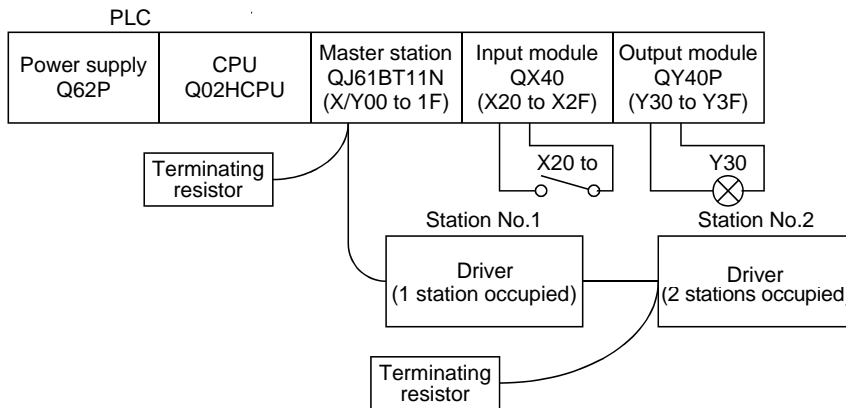 PLC
Power supply
Q62P
CPU
Q02HCPU
Master station
QJ61BT11N
(X/Y00 to 1F)
Input module
QX40
(X20 to X2F)
Output module
QY40P
(Y30 to Y3F)
Terminating
resistor
X20 to
Y30
Station No.1
Station No.2
Driver
(1 station occupied)
Driver
(2 stations occupied)
Terminating
resistor